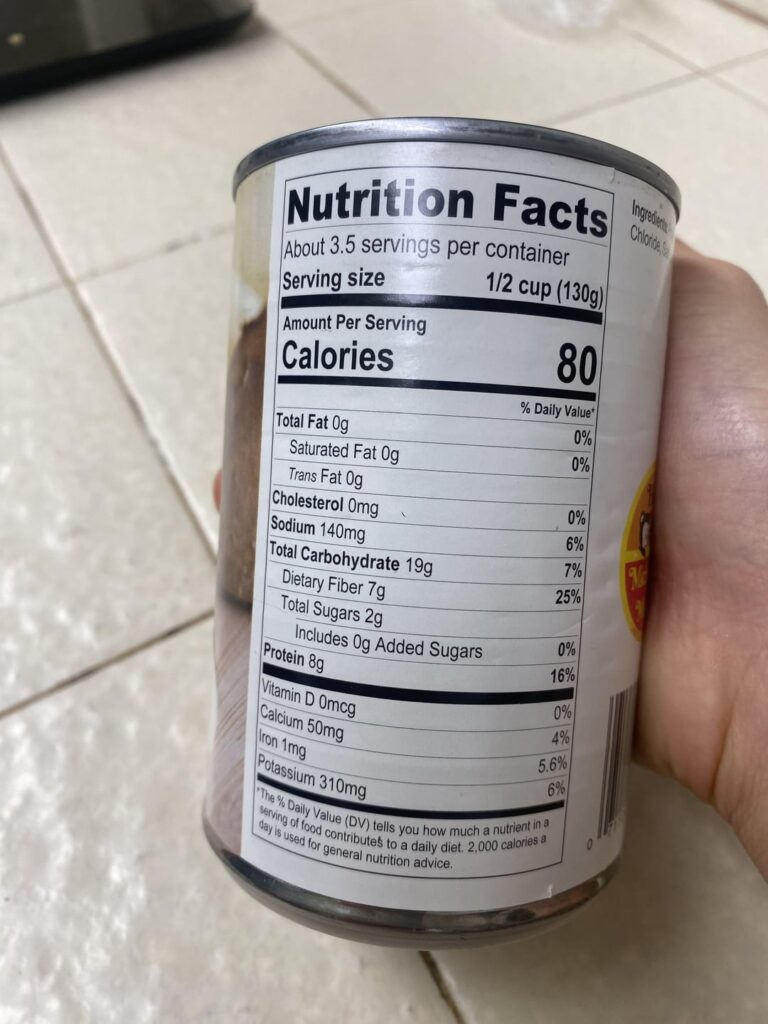 Nutrition Facts
About 3.5 servings per container
Serving size 1/2 cup (130g)
Amount Per Serving
Calories 80
% Daily Value*
Total Fat 0g 0%
Saturated Fat 0g 0%
Trans Fat 0g
Cholesterol 0mg 0%
Sodium 140mg 6%
Total Carbohydrate 19g 7%
Dietary Fiber 7g 25%
Total Sugars 2g
Includes 0g Added Sugars 0%
Protein 8g 16%
Vitamin D 0mcg 0%
Calcium 50mg 4%
Iron 1mg 5.6%
Potassium 310mg 6%
*The % Daily Value (DV) tells you how much a nutrient in a
serving of food contributes to a daily diet. 2,000 calories a
day is used for general nutrition advice.
Chloride,
0